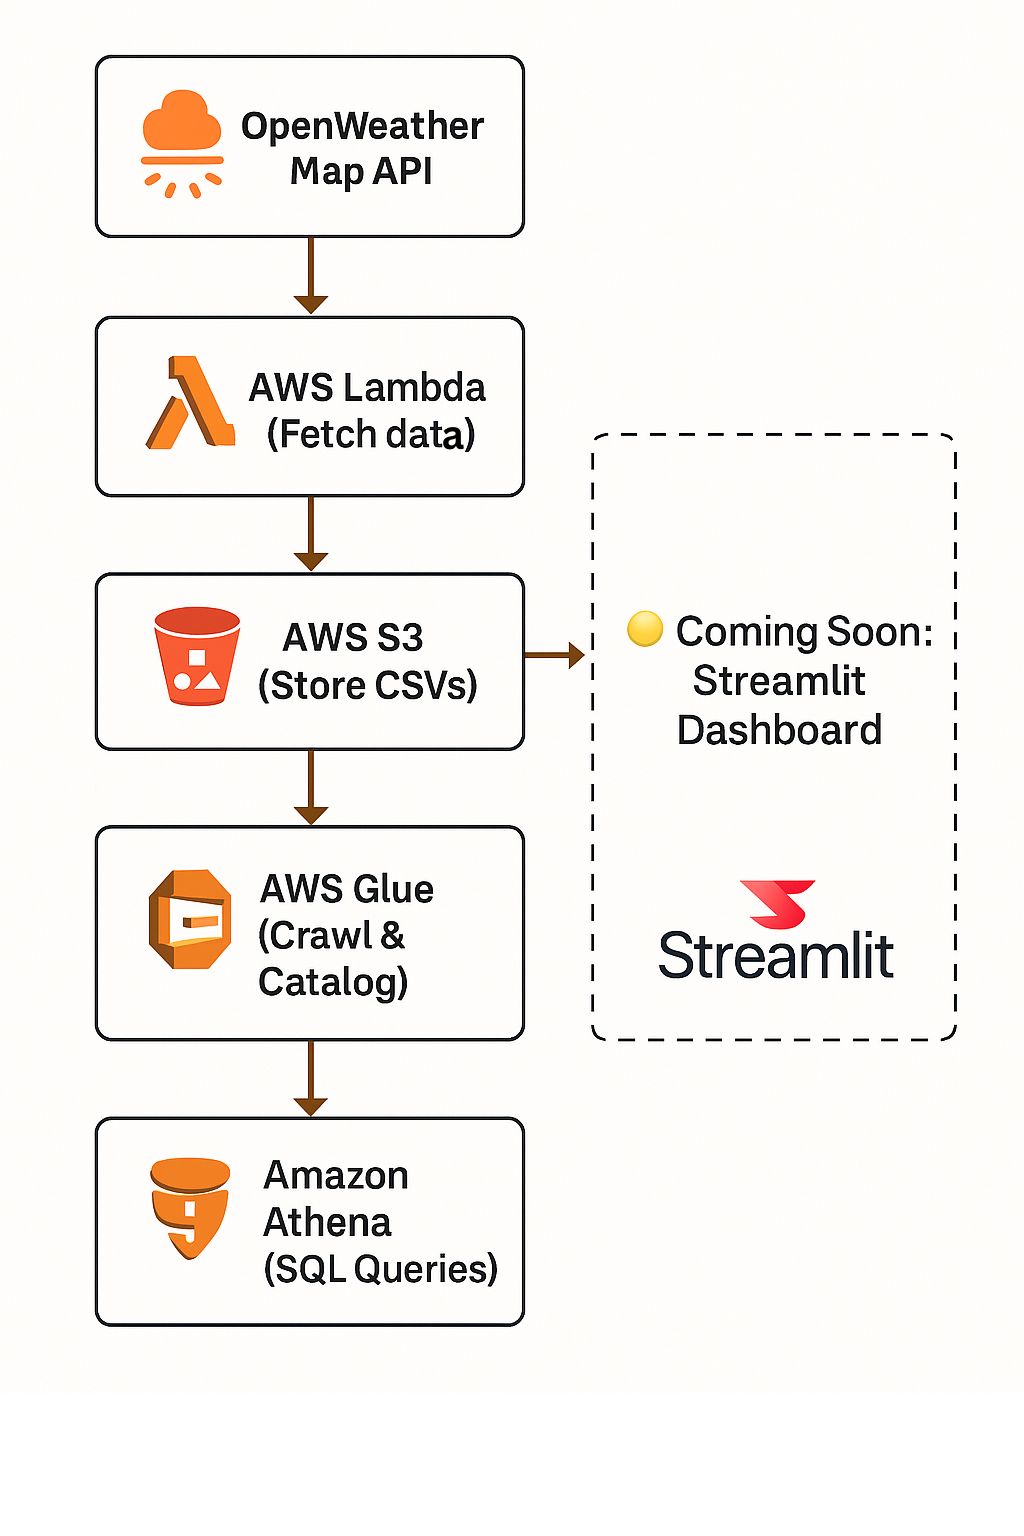 OpenWeather
Map API
AWS Lambda
(Fetch data)
AWS S3
(Store CSVs)
Coming Soon:
Streamlit
Dashboard
Streamlit
AWS Glue
(Crawl &
Catalog)
Amazon
Athena
(SQL Queries)